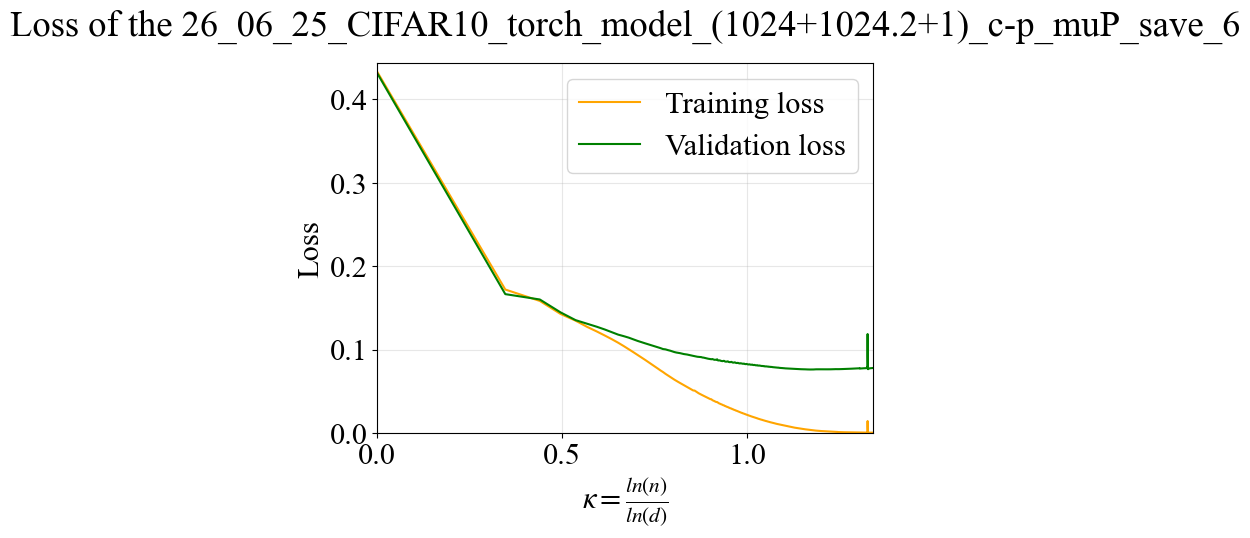 Loss of the 26_06_25_CIFAR10_torch_model_(1024+1024.2+1)_c-p_muP_save_6
Training loss
Validation loss
Loss
0.4
0.3
0.2
0.1
0.0
0.0 0.5 1.0
κ = ln(n)/ln(d)